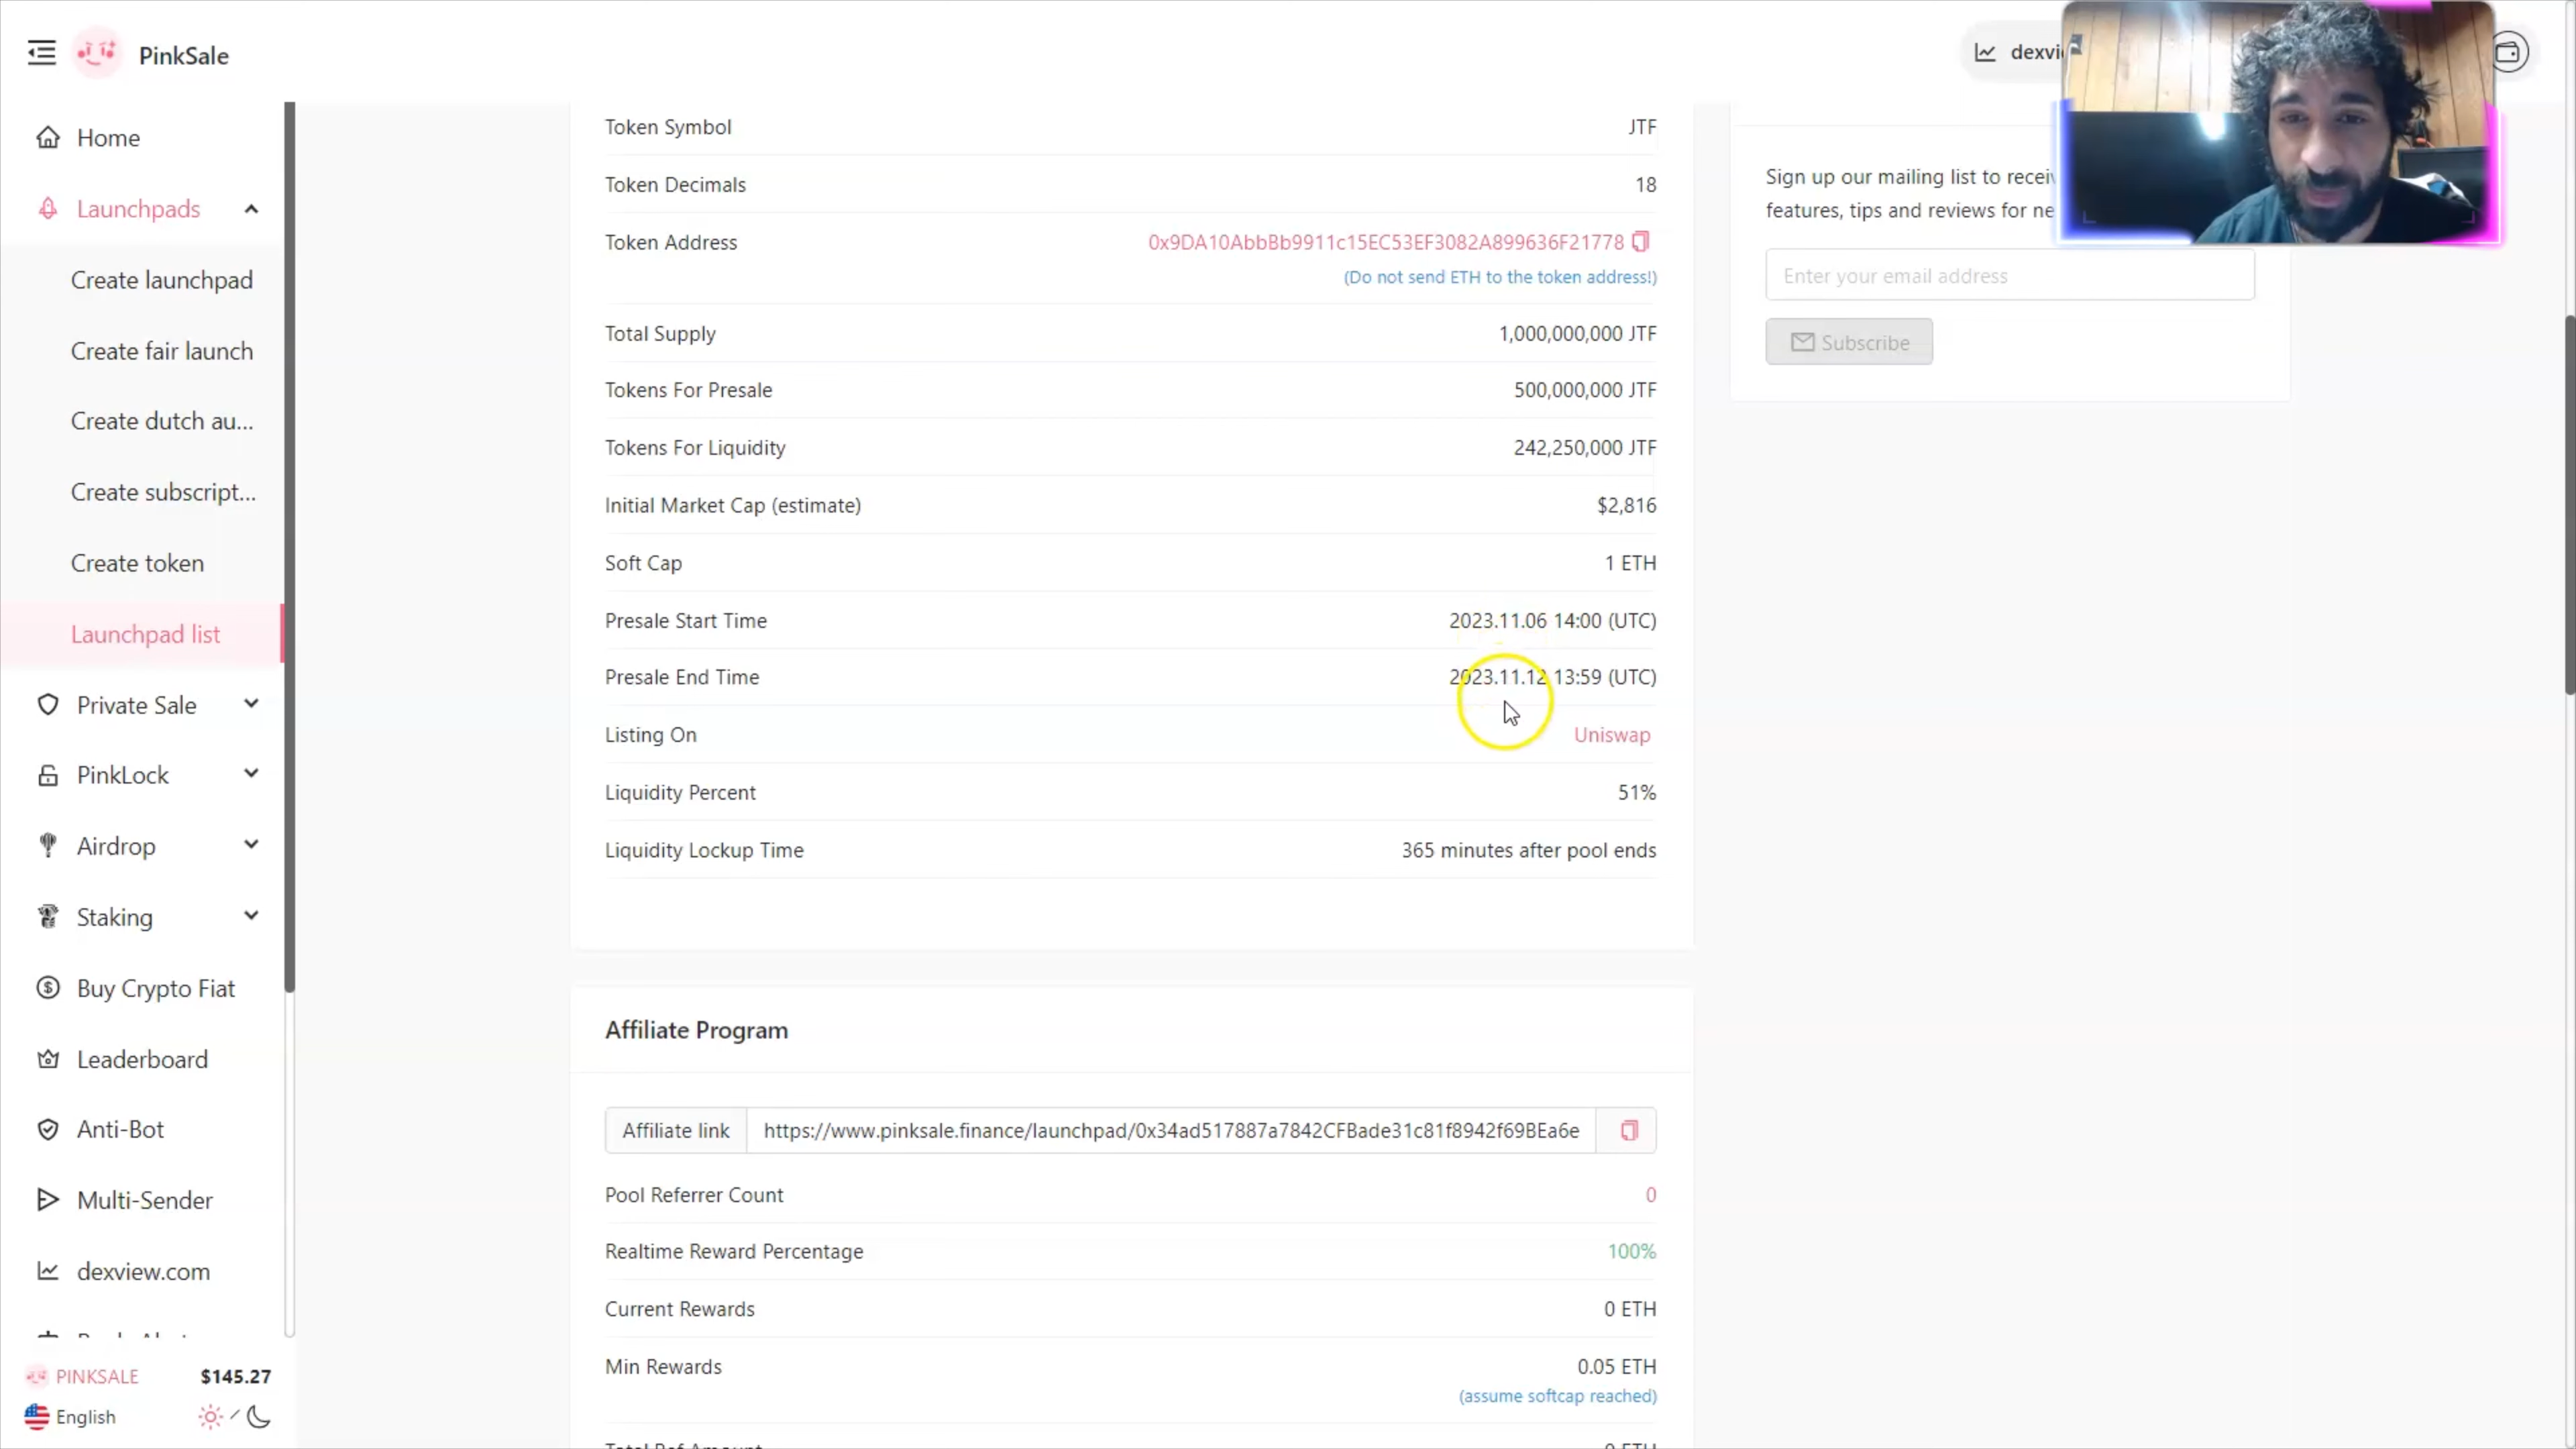 PinkSale
dexvi
Home
Launchpads
Create launchpad
Create fair launch
Create dutch au...
Create subscript...
Create token
Launchpad list
Private Sale
PinkLock
Airdrop
Staking
Buy Crypto Fiat
Leaderboard
Anti-Bot
Multi-Sender
dexview.com
PINKSALE $145.27
English
Token Symbol JTF
Token Decimals 18
Token Address 0x9DA10AbbBb9911c15EC53EF3082A899636F21778
(Do not send ETH to the token address!)
Total Supply 1,000,000,000 JTF
Tokens For Presale 500,000,000 JTF
Tokens For Liquidity 242,250,000 JTF
Initial Market Cap (estimate) $2,816
Soft Cap 1 ETH
Presale Start Time 2023.11.06 14:00 (UTC)
Presale End Time 2023.11.12 13:59 (UTC)
Listing On Uniswap
Liquidity Percent 51%
Liquidity Lockup Time 365 minutes after pool ends
Affiliate Program
Affiliate link https://www.pinksale.finance/launchpad/0x34ad517887a7842CFBade31c81f8942f69BEa6e
Pool Referrer Count 0
Realtime Reward Percentage 100%
Current Rewards 0 ETH
Min Rewards 0.05 ETH
(assume softcap reached)
Total Ref Amount 0 ETH
Sign up our mailing list to receiv
features, tips and reviews for ne
Enter your email address
Subscribe